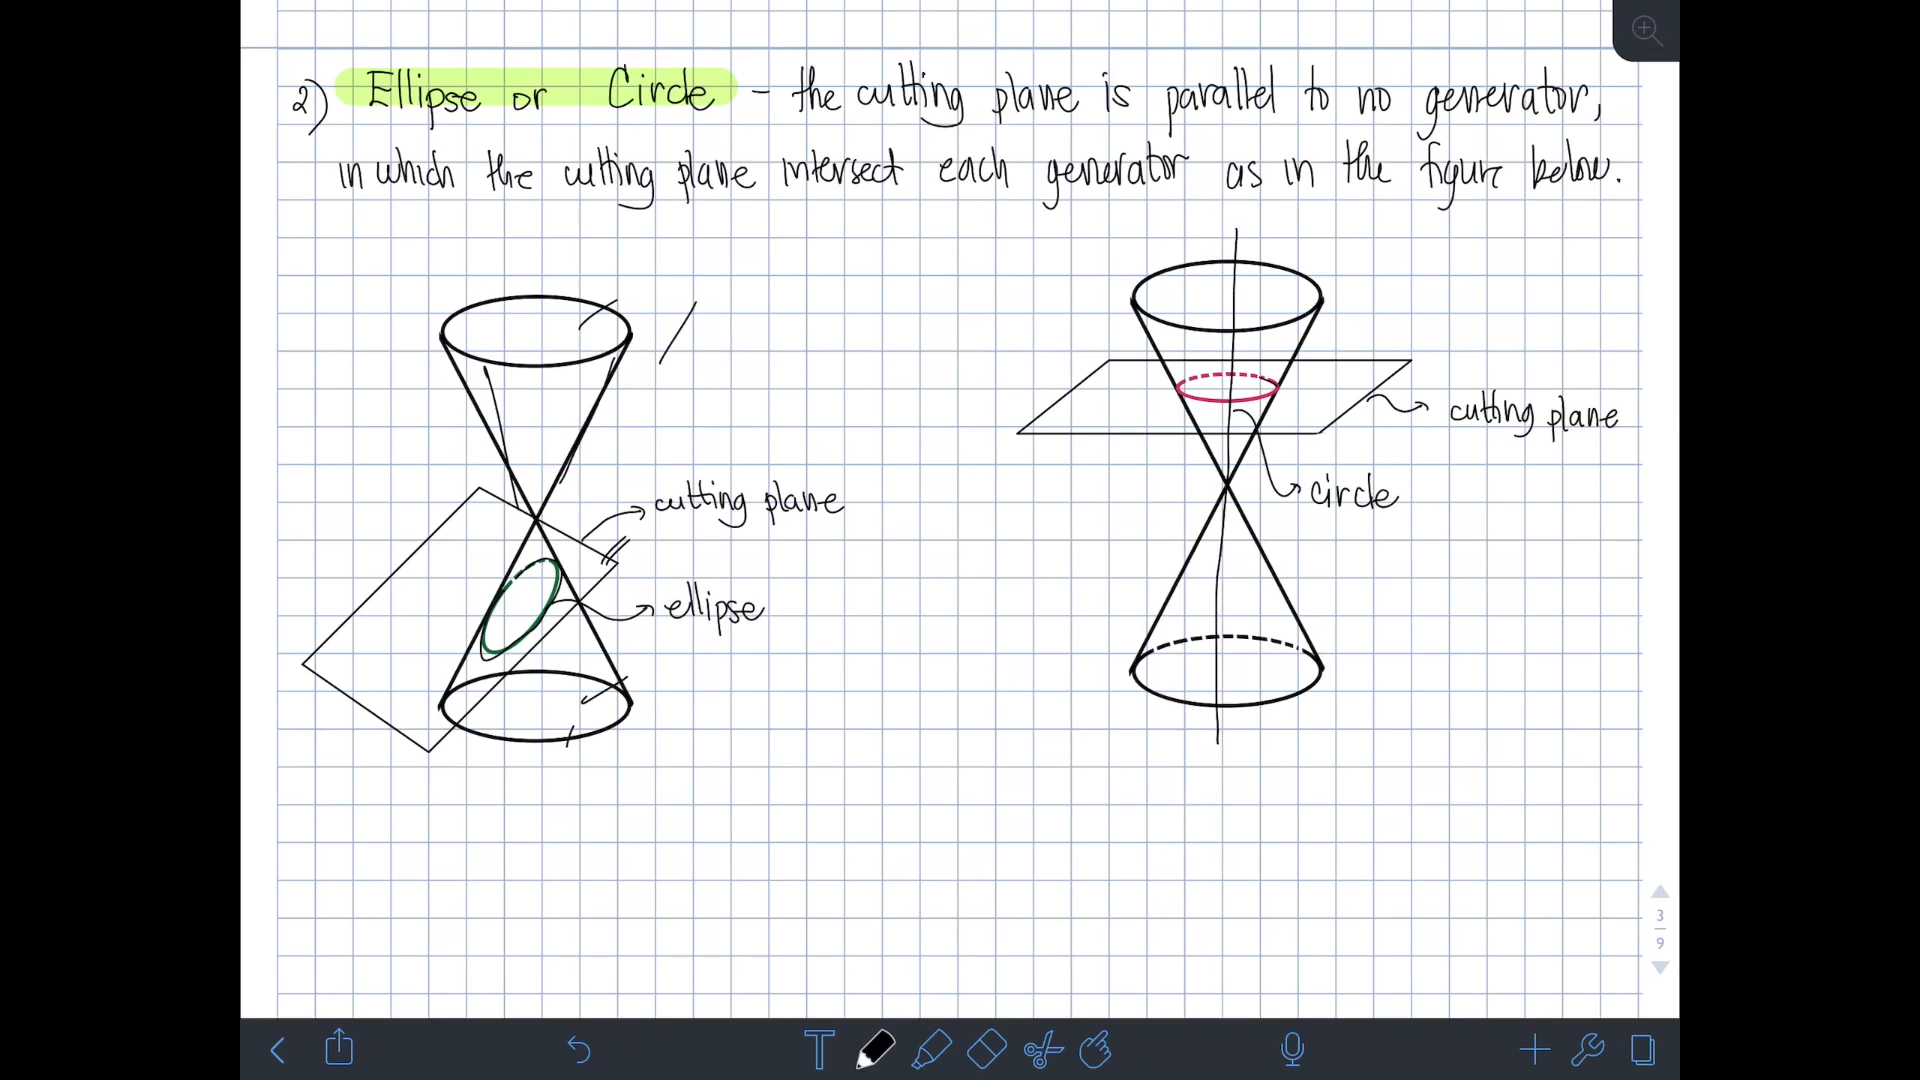 2) Ellipse or Circle - the cutting plane is parallel to no generator,
in which the cutting plane intersect each generator as in the figure below.
cutting plane
ellipse
cutting plane
circle
3
9
T